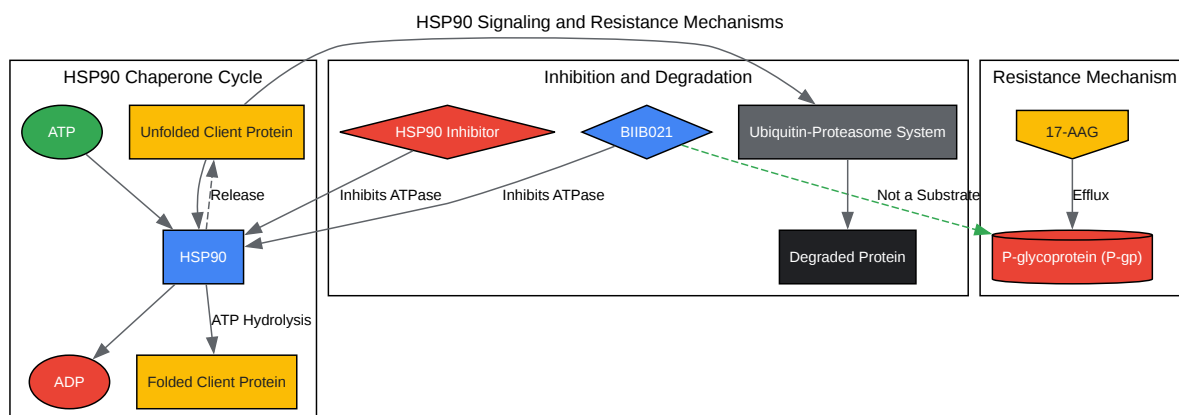 HSP90 Signaling and Resistance Mechanisms
HSP90 Chaperone Cycle
Inhibition and Degradation
Resistance Mechanism
ATP
Unfolded Client Protein
HSP90 Inhibitor
BIIB021
Ubiquitin-Proteasome System
17-AAG
Release
Inhibits ATPase
Inhibits ATPase
Not a Substrate
Efflux
HSP90
Degraded Protein
P-glycoprotein (P-gp)
ATP Hydrolysis
ADP
Folded Client Protein